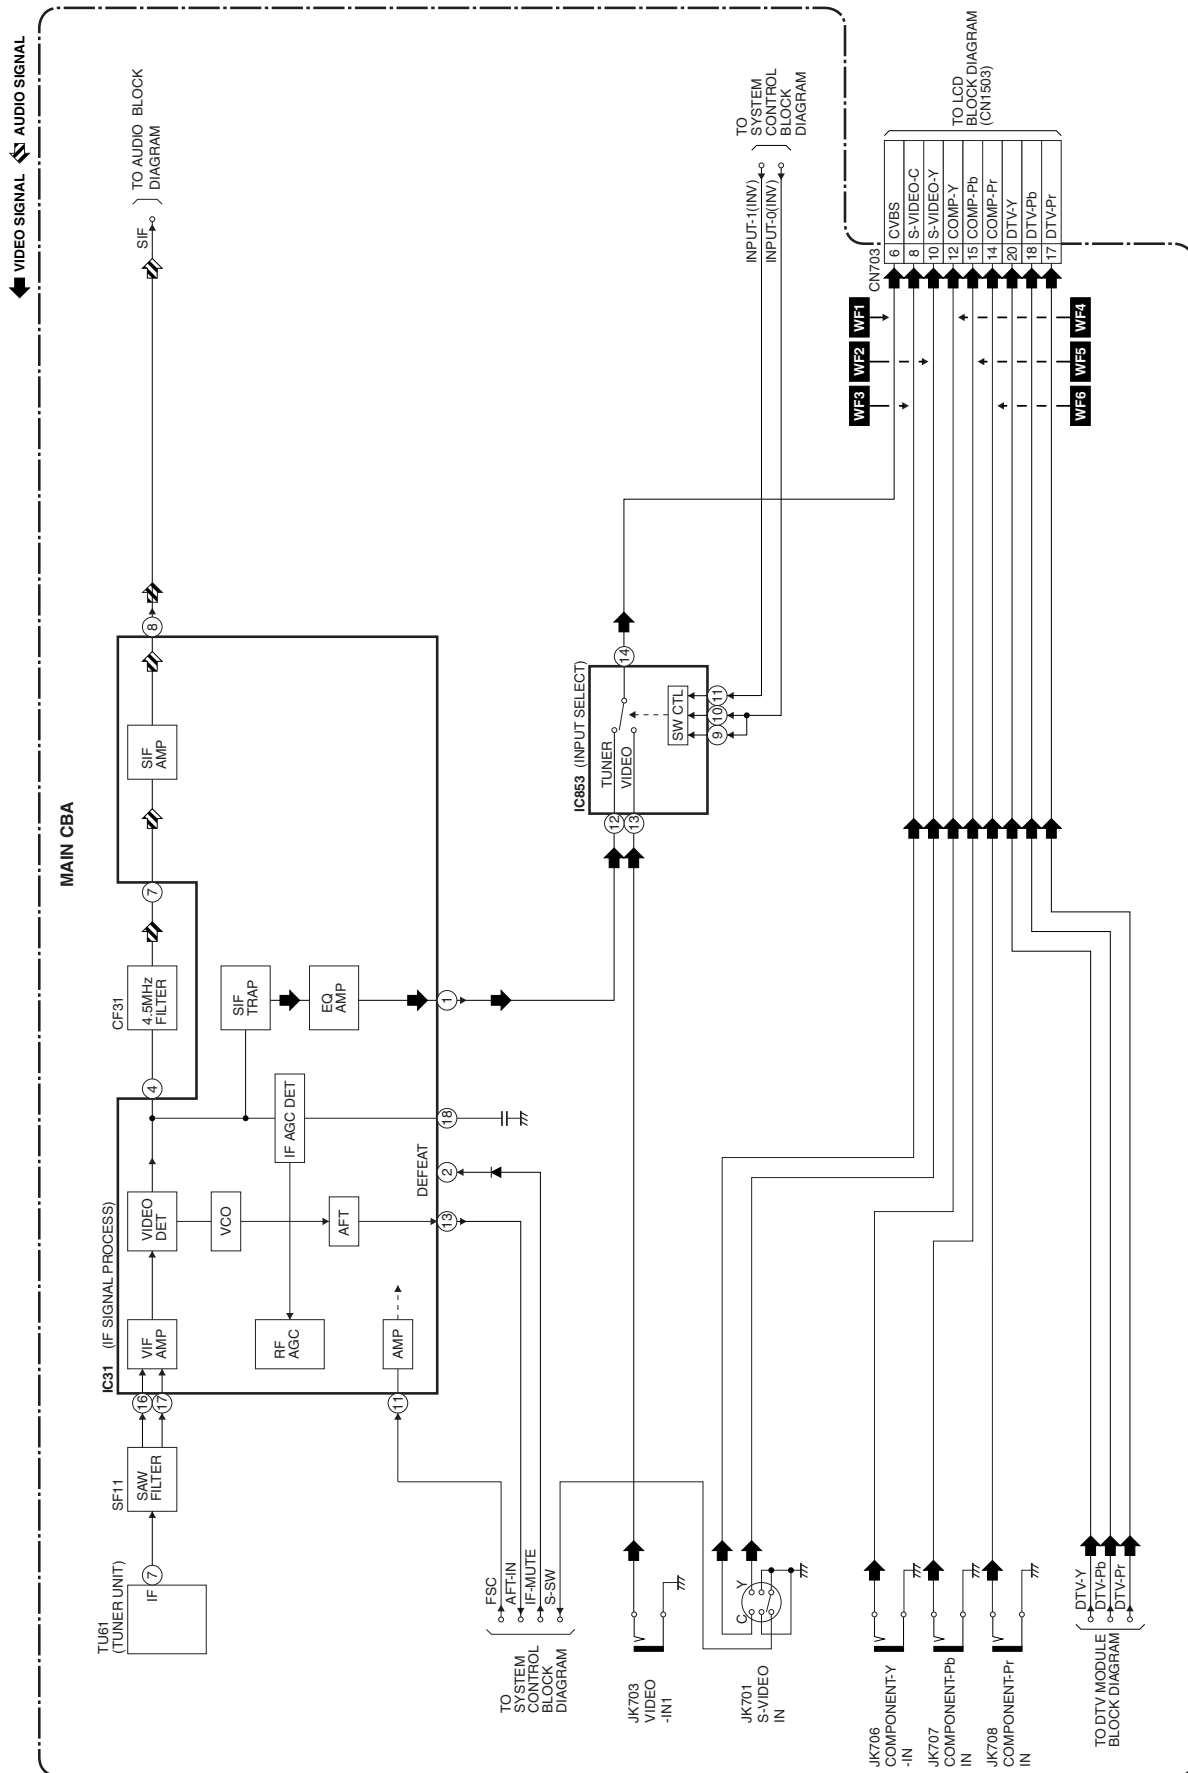 VIDEO SIGNAL
AUDIO SIGNAL
MAIN CBA
TU61
(TUNER UNIT)
IF
7
SF11
SAW
FILTER
16
17
IC31
(IF SIGNAL PROCESS)
VIF
AMP
VIDEO
DET
VCO
AFT
RF
AGC
IF AGC DET
AMP
11
13
2
DEFEAT
18
4
CF31
4.5MHz
FILTER
7
SIF
TRAP
EQ
AMP
1
SIF
AMP
8
SIF
TO AUDIO BLOCK
DIAGRAM
FSC
AFT-IN
IF-MUTE
S-SW
TO
SYSTEM
CONTROL
BLOCK
DIAGRAM
IC853
(INPUT SELECT)
12
13
TUNER
VIDEO
SW CTL
14
9
10
11
INPUT-1(INV)
INPUT-0(INV)
TO
SYSTEM
CONTROL
BLOCK
DIAGRAM
JK703
VIDEO
-IN1
JK701
S-VIDEO
IN
C
Y
JK706
COMPONENT-Y
-IN
JK707
COMPONENT-Pb
IN
JK708
COMPONENT-Pr
IN
DTV-Y
DTV-Pb
DTV-Pr
TO DTV MODULE
BLOCK DIAGRAM
WF1
WF2
WF3
WF4
WF5
WF6
CN703
6 CVBS
8 S-VIDEO-C
10 S-VIDEO-Y
12 COMP-Y
15 COMP-Pb
14 COMP-Pr
20 DTV-Y
18 DTV-Pb
17 DTV-Pr
TO LCD
BLOCK DIAGRAM
(CN1503)